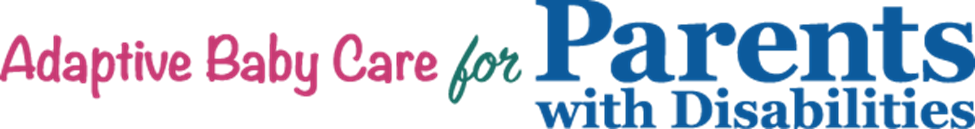 Adaptive Baby Care for Parents
with Disabilities